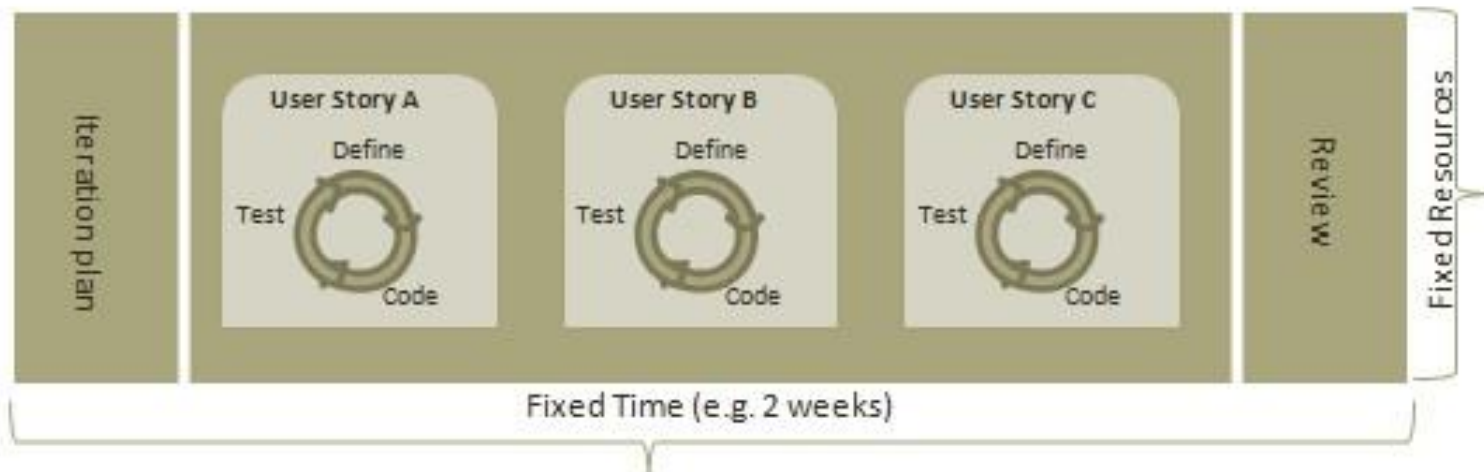 Iteration plan
User Story A
Define
Test
Code
User Story B
Define
Test
Code
User Story C
Define
Test
Code
Review
Fixed Resources
Fixed Time (e.g. 2 weeks)